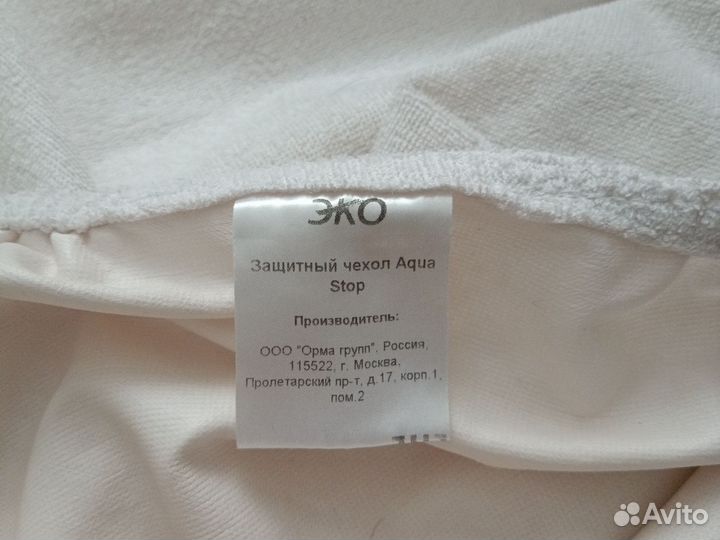 ЭКО
Защитный чехол Aqua
Stop
Производитель:
ООО "Орма групп". Россия,
115522, г. Москва,
Пролетарский пр-т, д.17, корп.1,
пом.2
Avito